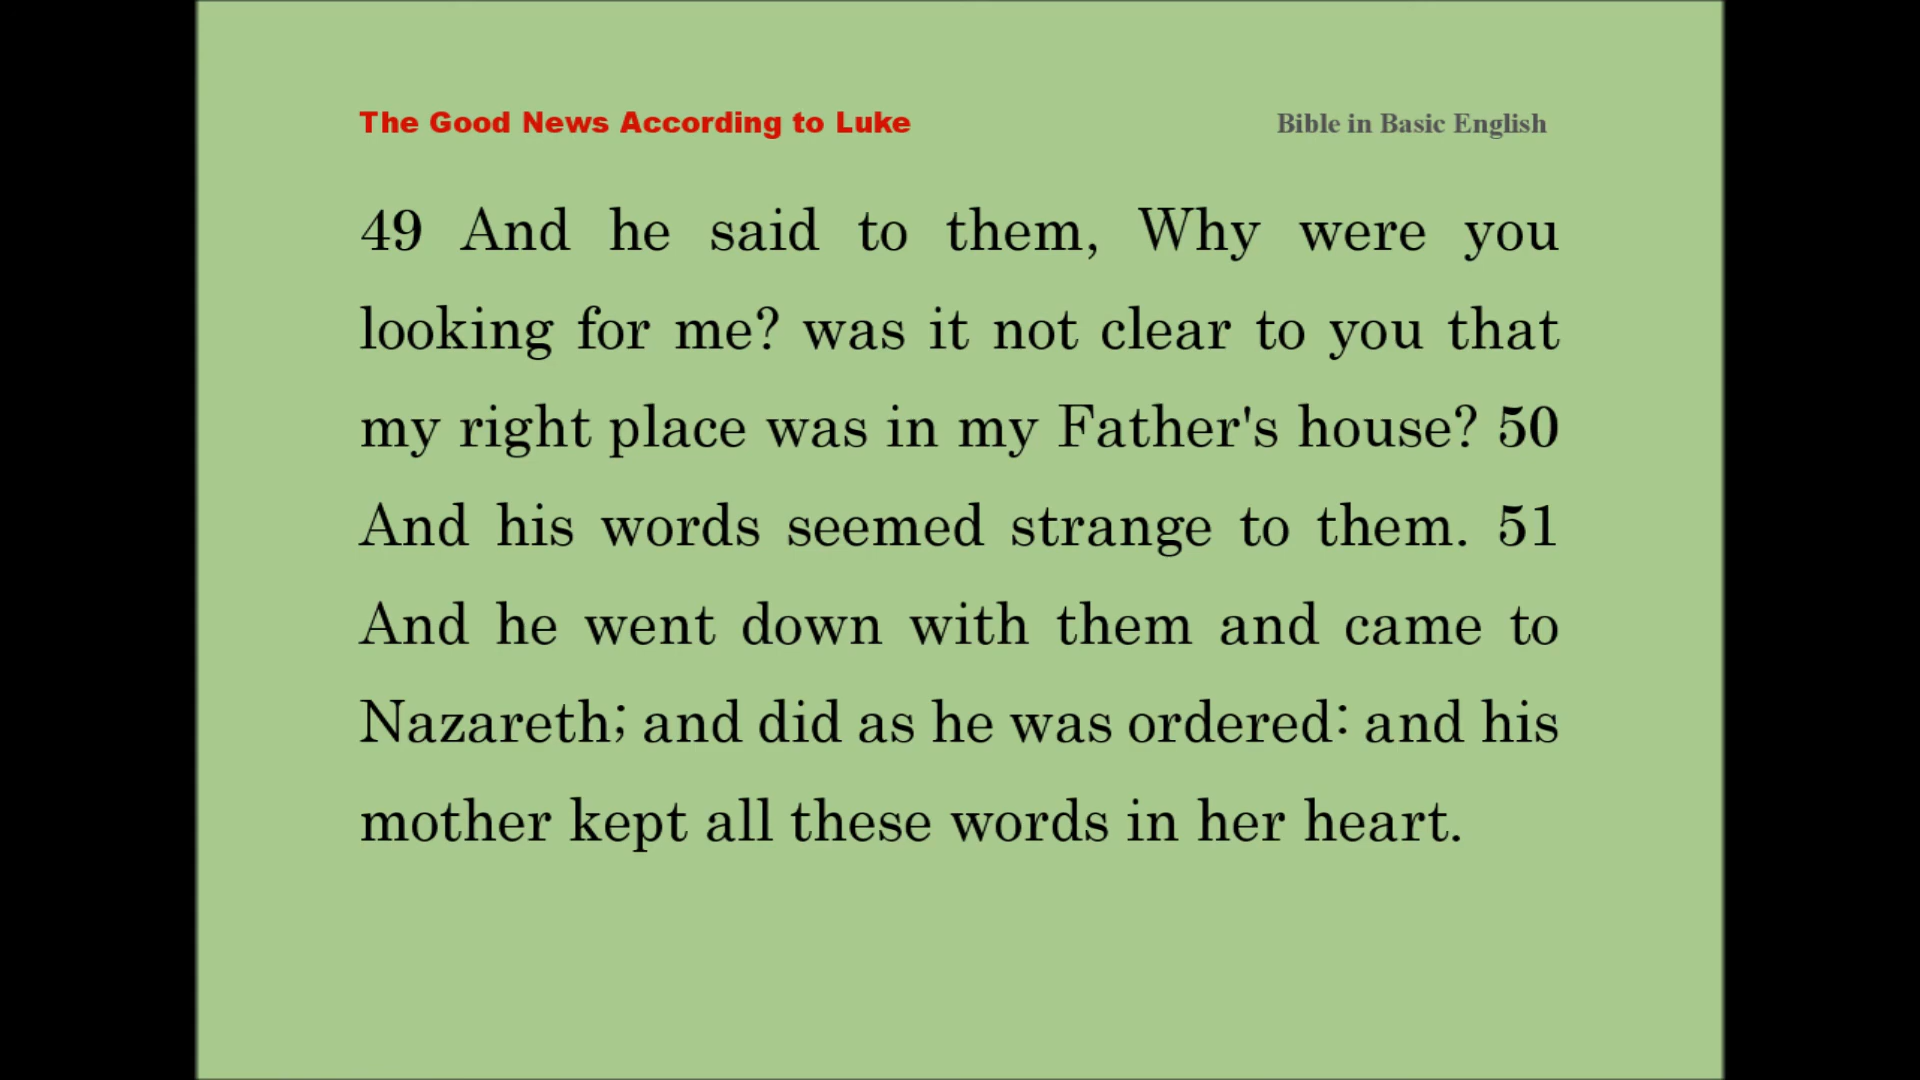 The Good News According to Luke
Bible in Basic English
49 And he said to them, Why were you
looking for me? was it not clear to you that
my right place was in my Father's house? 50
And his words seemed strange to them. 51
And he went down with them and came to
Nazareth; and did as he was ordered: and his
mother kept all these words in her heart.